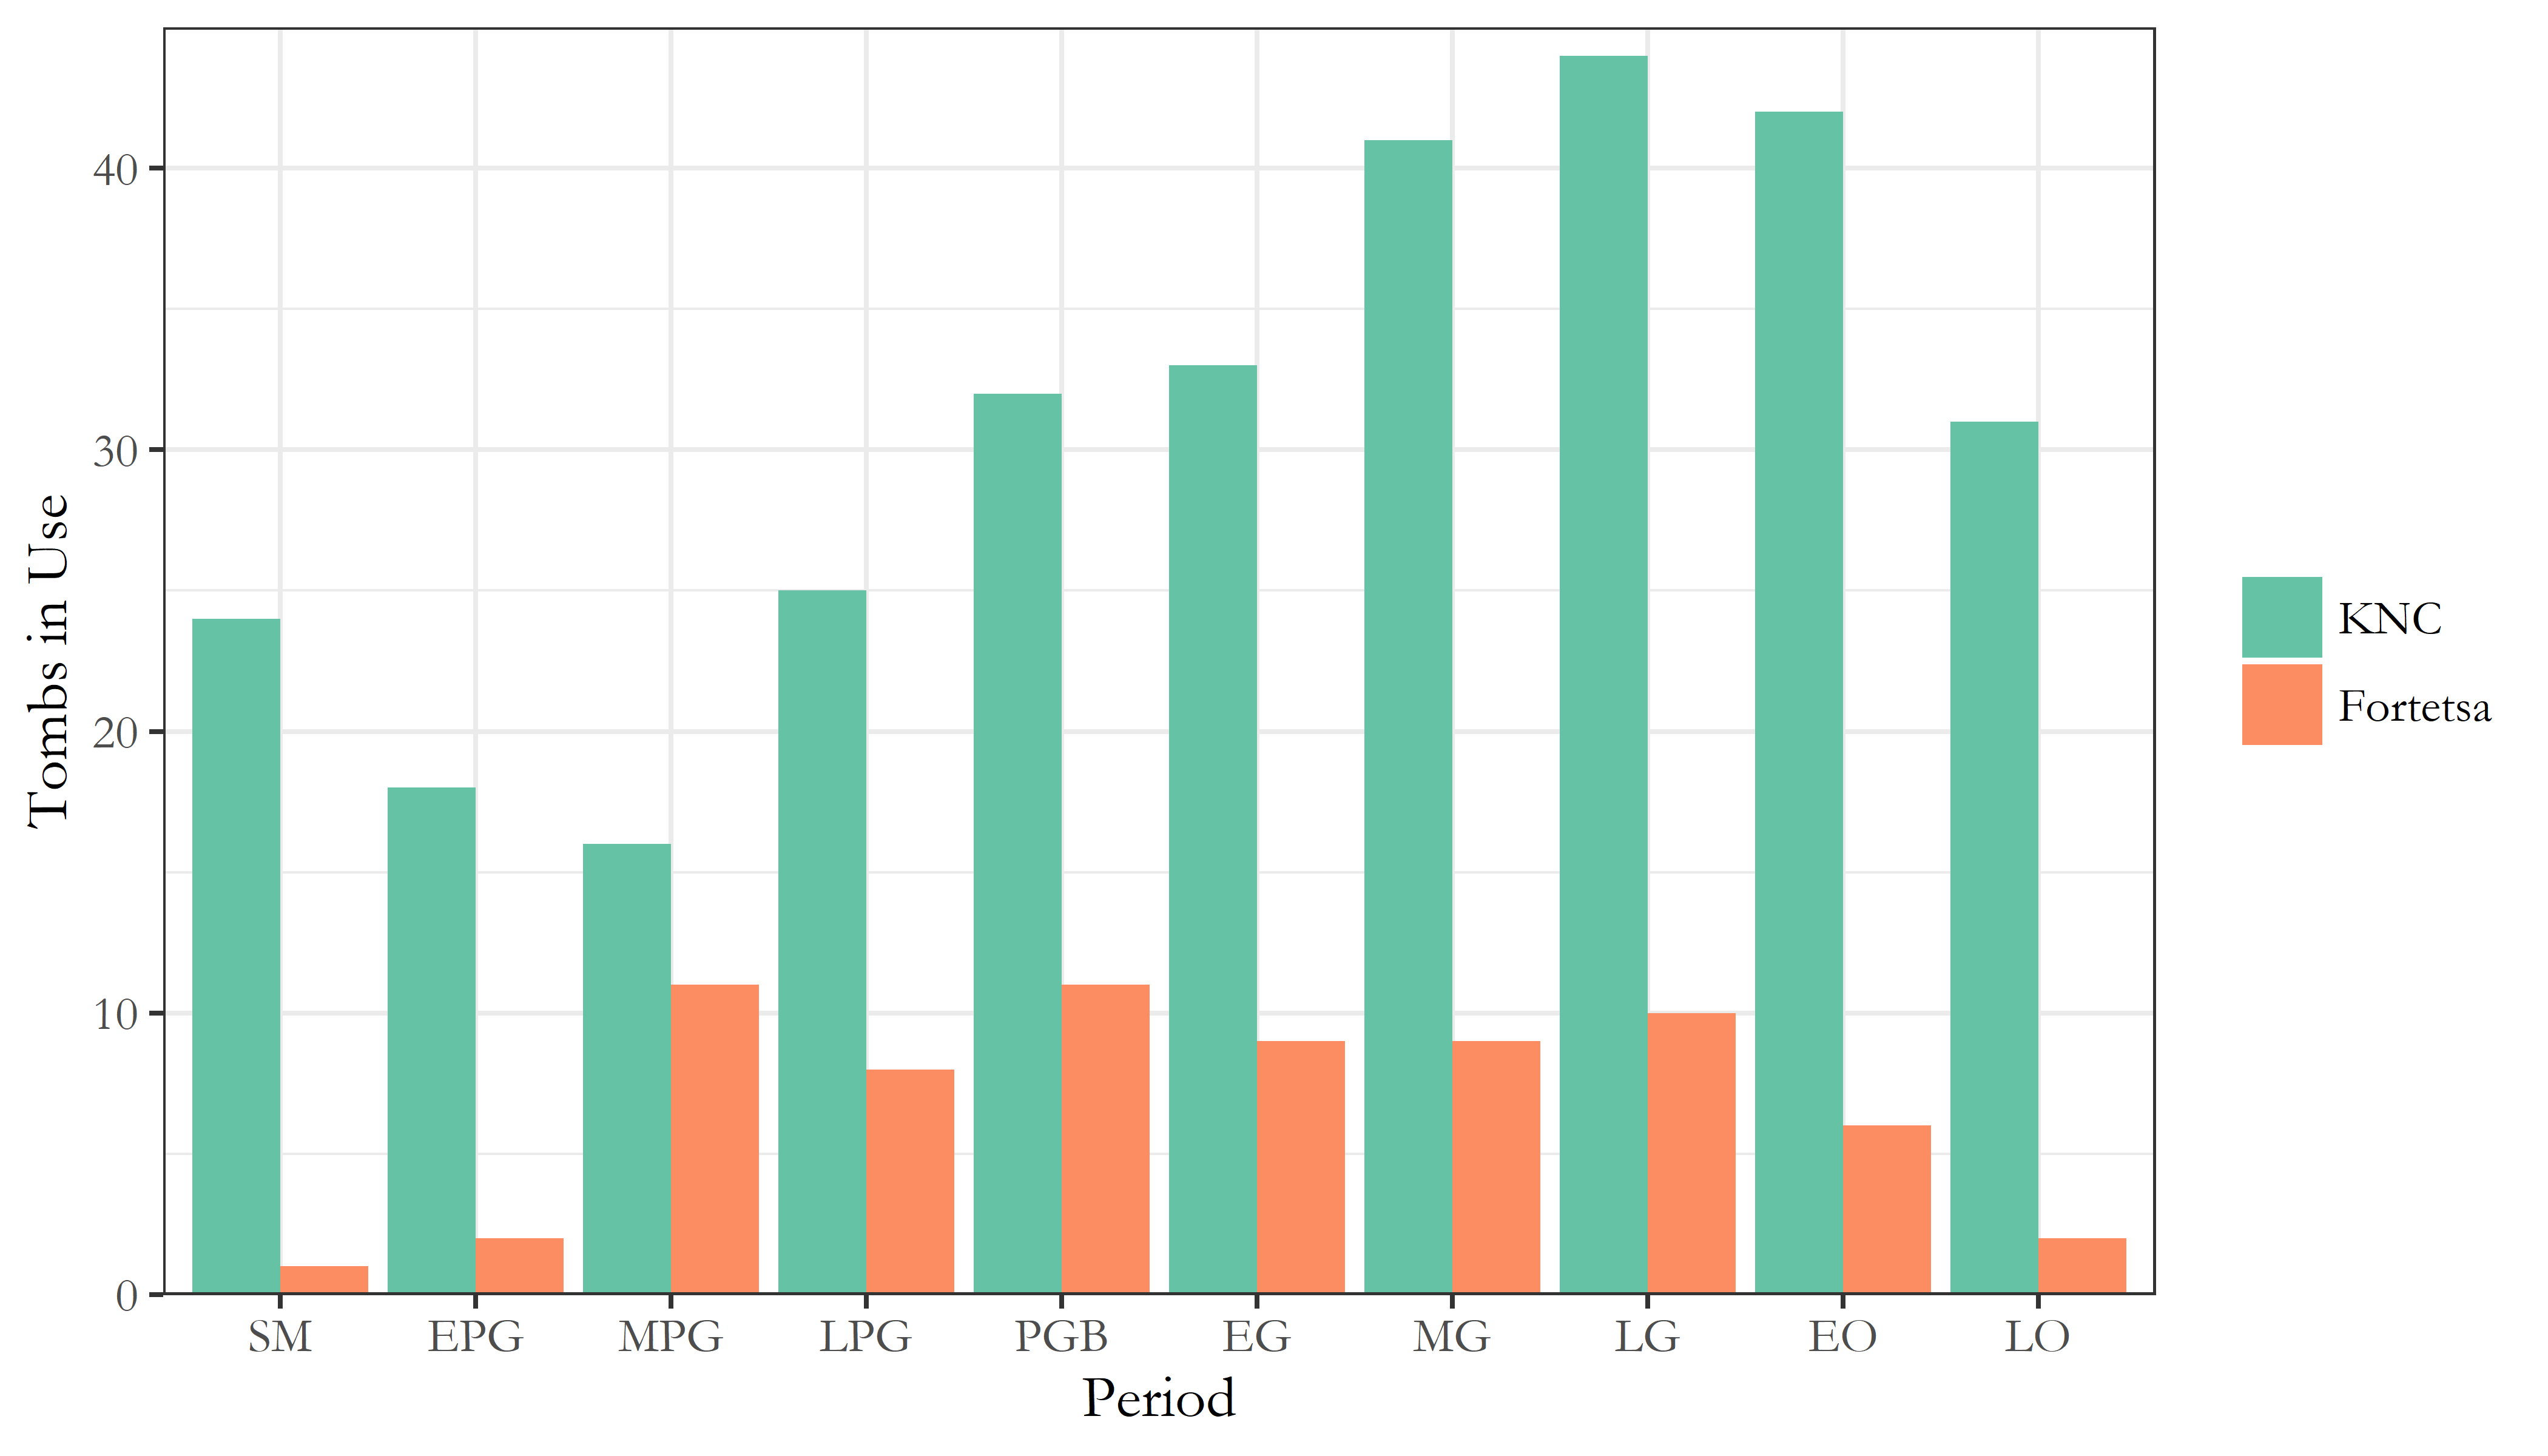 Tombs in Use
40
30
20
10
0
SM EPG MPG LPG PGB EG MG LG EO LO
Period
KNC
Fortetsa